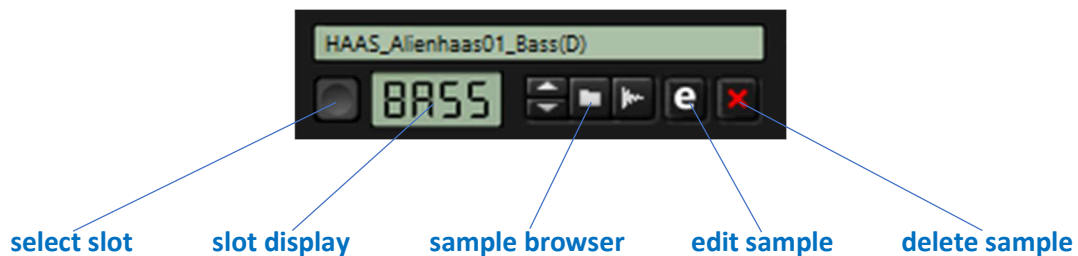 HAAS_Alienhaas01_Bass(D)
BASS
e
select slot
slot display
sample browser
edit sample
delete sample